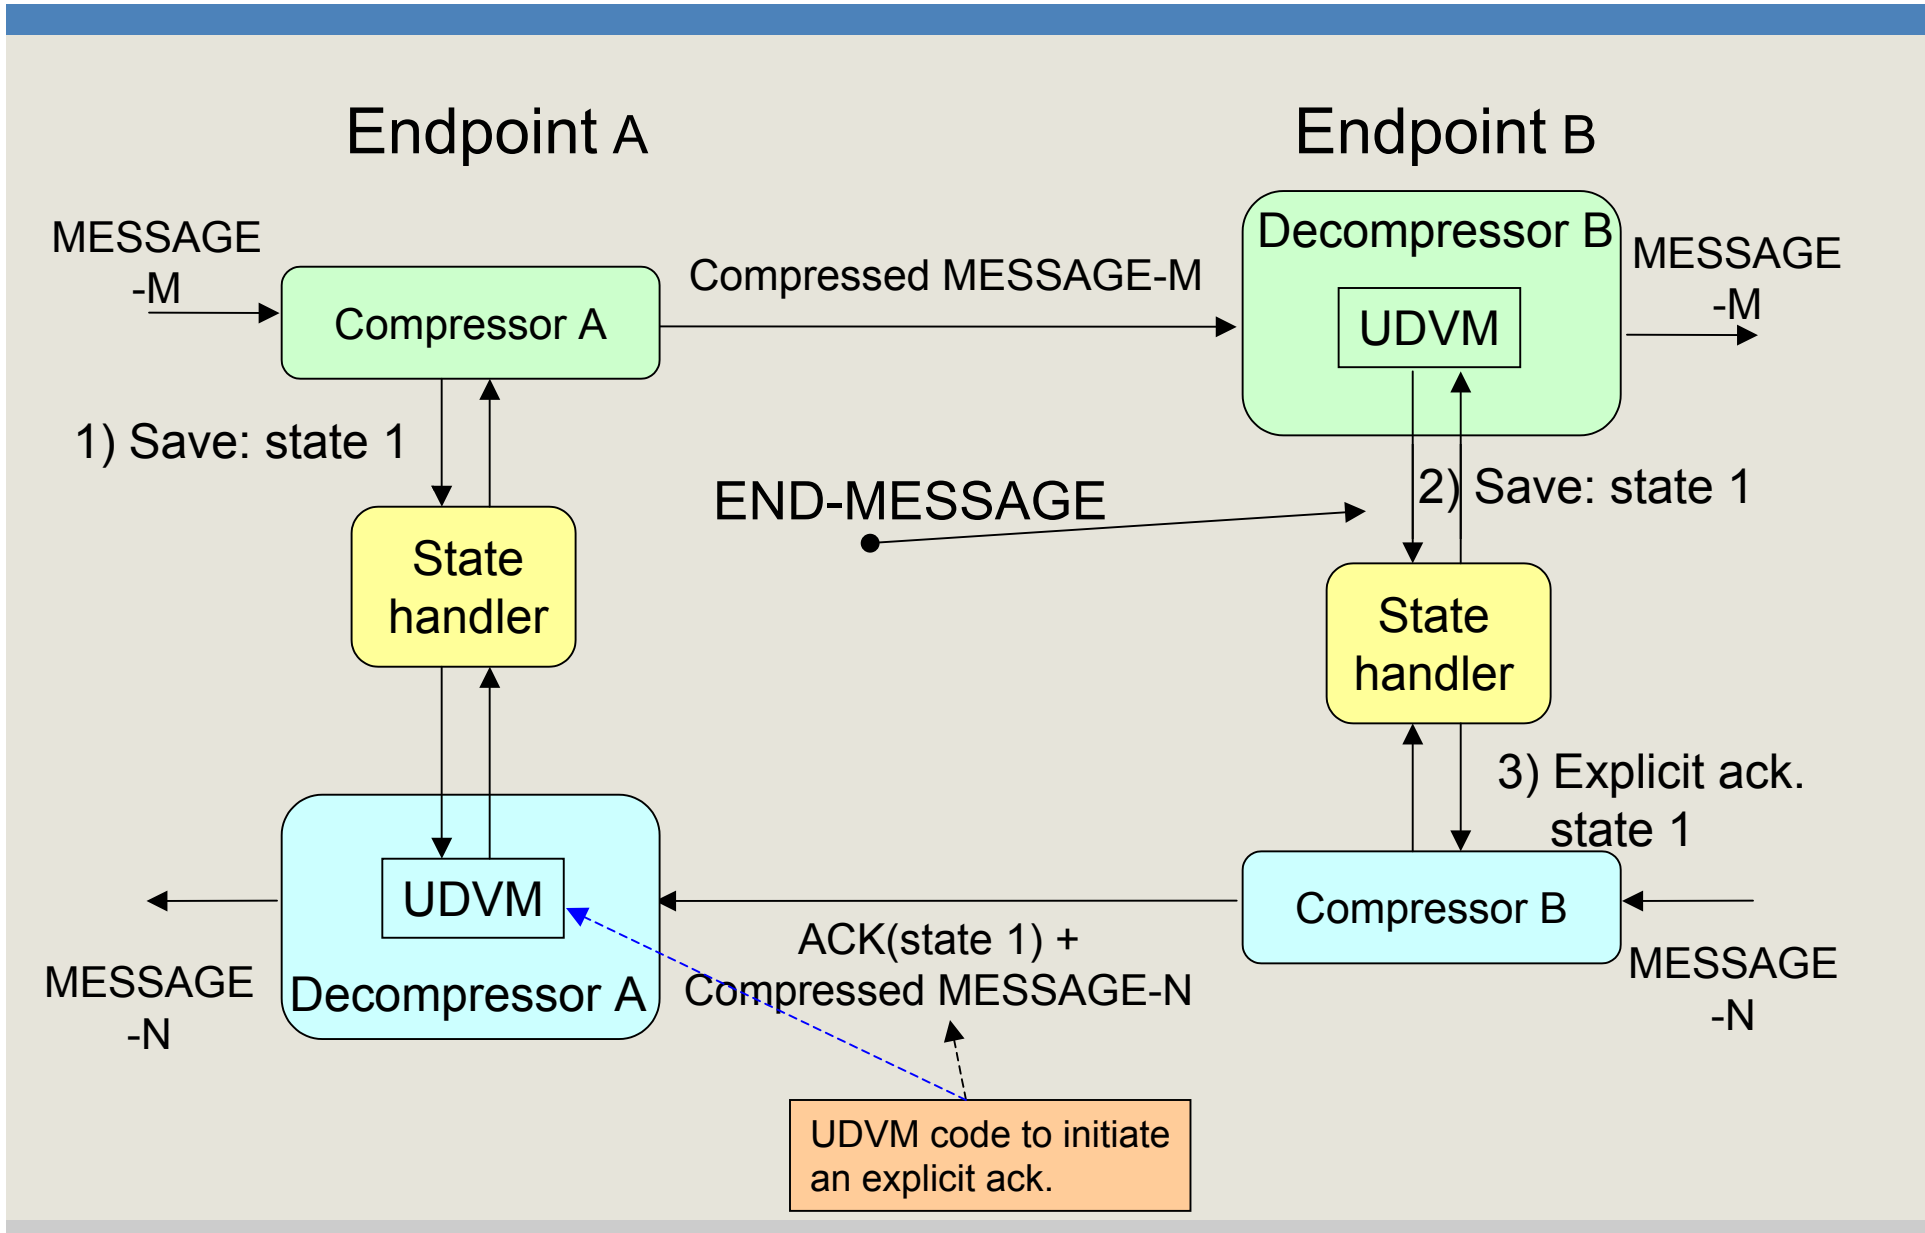 Endpoint A
Endpoint B
MESSAGE
-M
Compressor A
Compressed MESSAGE-M
Decompressor B
UDVM
MESSAGE
-M
1) Save: state 1
END-MESSAGE
2) Save: state 1
State
handler
State
handler
3) Explicit ack.
state 1
UDVM
Decompressor A
MESSAGE
-N
ACK(state 1) +
Compressed MESSAGE-N
Compressor B
MESSAGE
-N
UDVM code to initiate
an explicit ack.